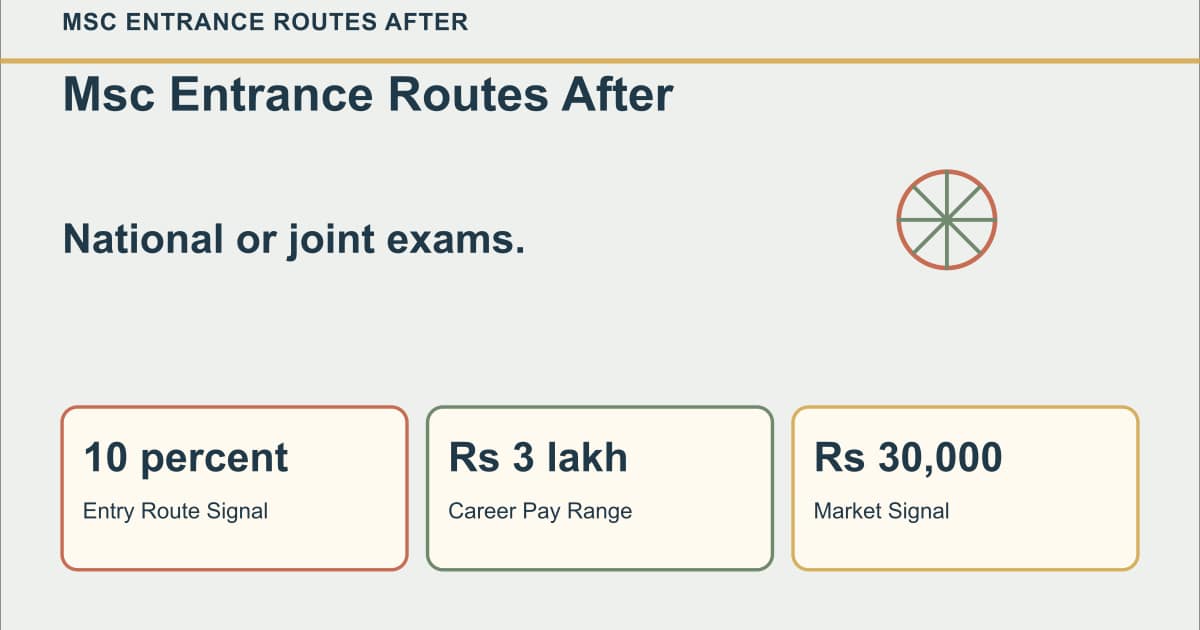 MSC ENTRANCE ROUTES AFTER
Msc Entrance Routes After
National or joint exams.
10 percent
Entry Route Signal
Rs 3 lakh
Career Pay Range
Rs 30,000
Market Signal